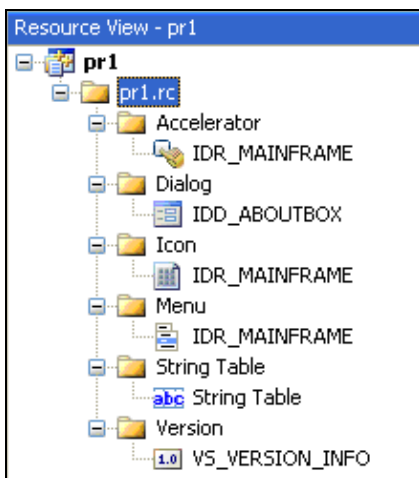 Resource View - pr1
pr1
pr1.rc
Accelerator
IDR_MAINFRAME
Dialog
IDD_ABOUTBOX
Icon
IDR_MAINFRAME
Menu
IDR_MAINFRAME
String Table
abc String Table
Version
1.0 VS_VERSION_INFO